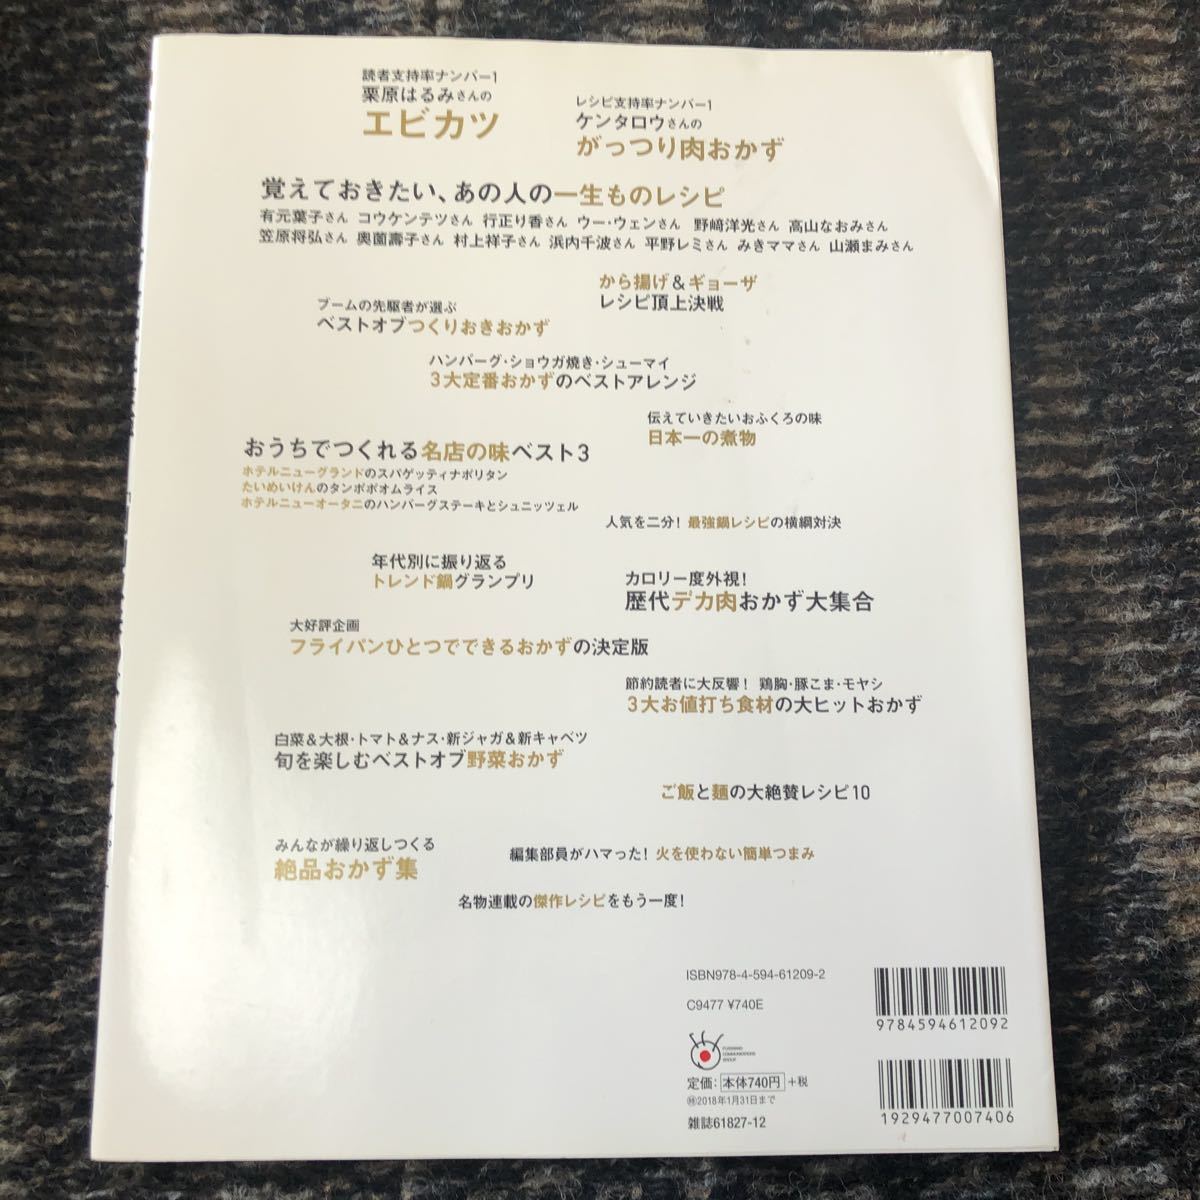 読者支持率ナンバー1
栗原はるみさんの
エビカツ
レシピ支持率ナンバー1
ケンタロウさんの
がっつり肉おかず
覚えておきたい、あの人の一生ものレシピ
有元葉子さん コウケンテツさん 行正り香さん ウー・ウェンさん 野﨑洋光さん 高山なおみさん
笠原将弘さん 奥薗壽子さん 村上祥子さん 浜内千波さん 平野レミさん みきママさん 山瀬まみさん
から揚げ&ギョーザ
レシピ頂上決戦
ブームの先駆者が選ぶ
ベストオブつくりおきおかず
ハンバーグ・ショウガ焼き・シューマイ
3大定番おかずのベストアレンジ
伝えていきたいおふくろの味
日本一の煮物
おうちでつくれる名店の味ベスト3
ホテルニューグランドのスパゲッティナポリタン
たいめいけんのタンポポオムライス
ホテルニューオータニのハンバーグステーキとシュニッツェル
人気を二分! 最強鍋レシピの横綱対決
年代別に振り返る
トレンド鍋グランプリ
カロリー度外視!
歴代デカ肉おかず大集合
大好評企画
フライパンひとつでできるおかずの決定版
節約読者に大反響! 鶏胸・豚こま・モヤシ
3大お値打ち食材の大ヒットおかず
白菜&大根・トマト&ナス・新ジャガ&新キャベツ
旬を楽しむベストオブ野菜おかず
ご飯と麺の大絶賛レシピ10
みんなが繰り返しつくる
絶品おかず集
編集部員がハマった! 火を使わない簡単つまみ
名物連載の傑作レシピをもう一度!
ISBN978-4-594-61209-2
C9477 ¥740E
9784594612092
FUJISANKEI
COMMUNICATIONS
GROUP
定価:本体740円+税
㊕2018年1月31日まで
雑誌61827-12
1929477007406